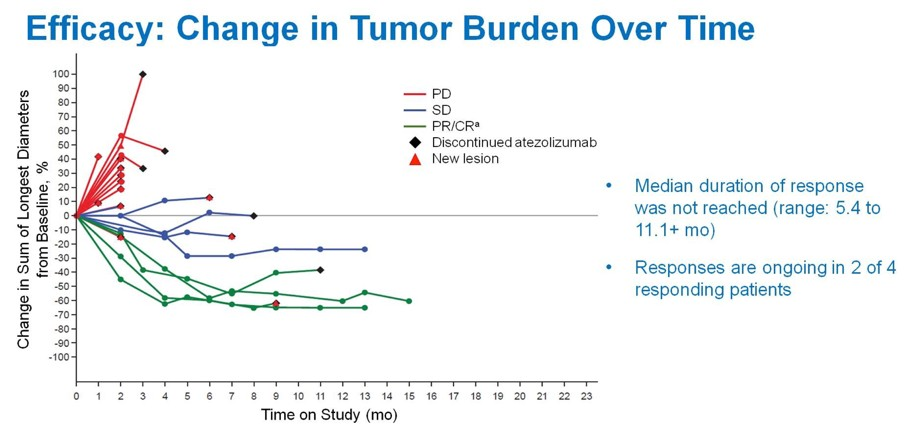 Efficacy: Change in Tumor Burden Over Time
Change in Sum of Longest Diameters
from Baseline, %
100
90
80
70
60
50
40
30
20
10
0
-10
-20
-30
-40
-50
-60
-70
-80
-90
-100
0 1 2 3 4 5 6 7 8 9 10 11 12 13 14 15 16 17 18 19 20 21 22 23
Time on Study (mo)
PD
SD
PR/CRª
Discontinued atezolizumab
New lesion
• Median duration of response
was not reached (range: 5.4 to
11.1+ mo)
• Responses are ongoing in 2 of 4
responding patients